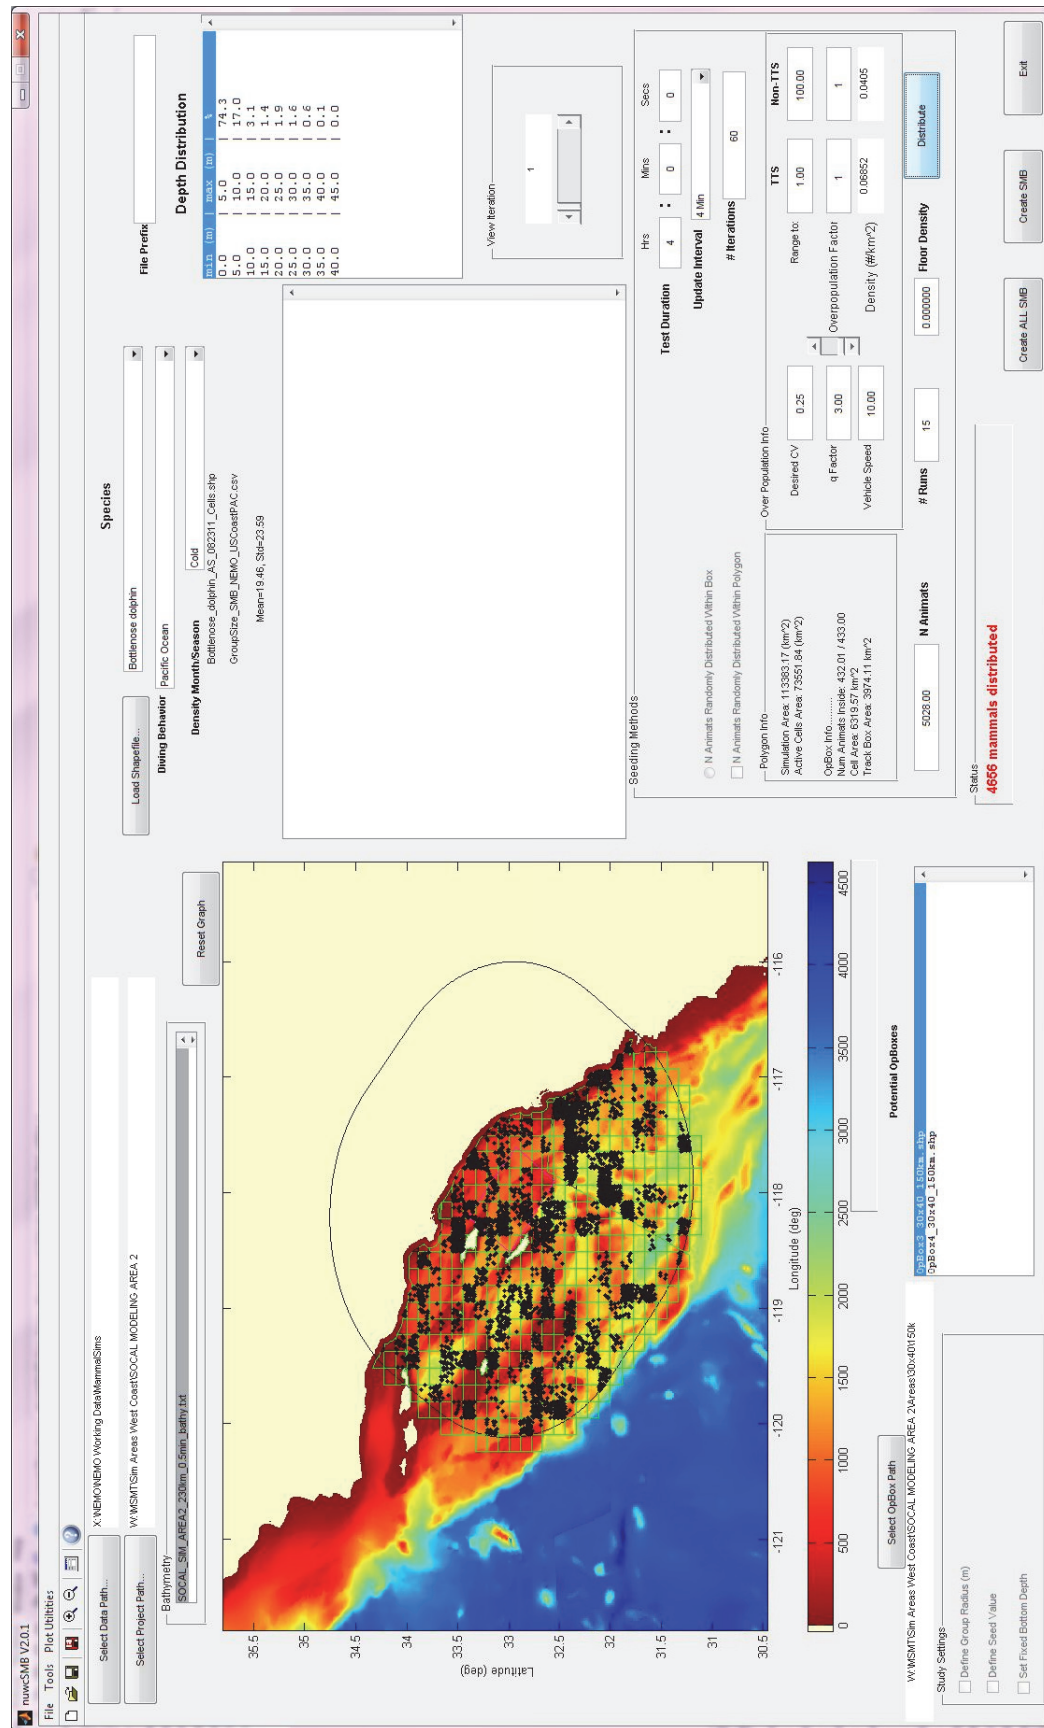 nuwcSMB V2.0.1
File Tools Plot Utilities
Select Data Path...
X:\NEMO\NEMO Working Data\MammalSims
Select Project Path...
W:\MSMT\Sim Areas West Coast\SOCAL MODELING AREA 2
Bathymetry
SOCAL_SIM_AREA2_230km_0.5min_bathy.txt
Reset Graph
35.5
35
34.5
34
33.5
33
32.5
32
31.5
31
30.5
Latitude (deg)
-121
-120
-119
-118
-117
-116
Longitude (deg)
0
500
1000
1500
2000
2500
3000
3500
4000
4500
Select OpBox Path
Potential OpBoxes
W:\MSMT\Sim Areas West Coast\SOCAL MODELING AREA 2\Areas\30x40\150k
OpBox3_30x40_150km.shp
OpBox4_30x40_150km.shp
Study Settings
Define Group Radius (m)
Define Seed Value
Set Fixed Bottom Depth
Species
Load Shapefile...
Bottlenose dolphin
File Prefix
Diving Behavior
Pacific Ocean
Density Month/Season
Cold
Bottlenose_dolphin_AS_082311_Cells.shp
GroupSize_SMB_NEMO_USCoastPAC.csv
Mean=19.46, Std=23.59
Depth Distribution
min (m) | max (m) | %
0.0 | 5.0 | 74.3
5.0 | 10.0 | 17.0
10.0 | 15.0 | 3.1
15.0 | 20.0 | 1.4
20.0 | 25.0 | 1.9
25.0 | 30.0 | 1.6
30.0 | 35.0 | 0.6
35.0 | 40.0 | 0.1
40.0 | 45.0 | 0.0
View Iteration
1
Seeding Methods
N Animats Randomly Distributed Within Box
N Animats Randomly Distributed Within Polygon
Hrs Mins Secs
Test Duration 4 : 0 : 0
Update Interval 4 Min
# Iterations 60
Polygon Info
Simulation Area: 113383.17 (km^2)
Active Cells Area: 73551.84 (km^2)
OpBox Info.........
Num Animats Inside: 432.01 / 433.00
Cell Area: 6319.57 km^2
Track Box Area: 3974.11 km^2
Over Population Info
TTS Non-TTS
Desired CV 0.25 Range to: 1.00 100.00
q Factor 3.00 Overpopulation Factor 1 1
Vehicle Speed 10.00 Density (#/km^2) 0.06852 0.0405
5028.00 N Animats # Runs 15 0.000000 Floor Density Distribute
Status
4656 mammals distributed
Create ALL SMB
Create SMB
Exit